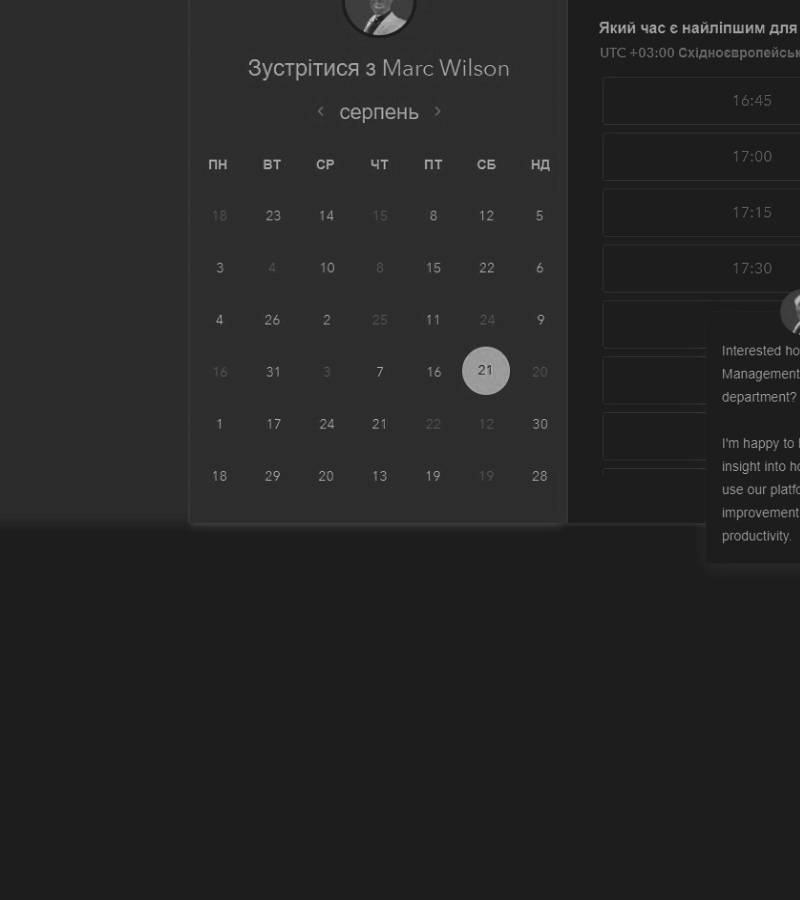 Зустрітися з Marc Wilson
серпень
ПН ВТ СР ЧТ ПТ СБ НД
18 23 14 15 8 12 5
3 4 10 8 15 22 6
4 26 2 25 11 24 9
16 31 3 7 16 21 20
1 17 24 21 22 12 30
18 29 20 13 19 19 28
Який час є найліпшим для
UTC +03:00
16:45
17:00
17:15
17:30
Interested
Management
department?
I'm happy to
insight into
use our
improvement
productivity.